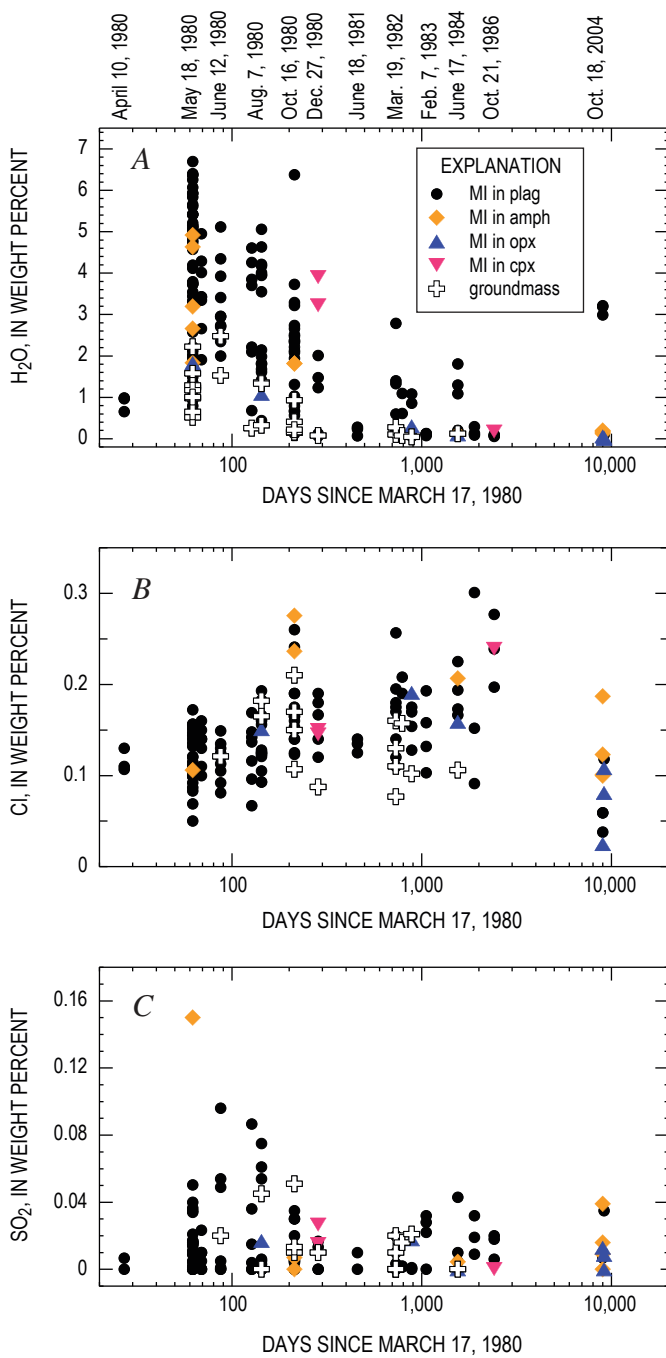 April 10, 1980
May 18, 1980
June 12, 1980
Aug. 7, 1980
Oct. 16, 1980
Dec. 27, 1980
June 18, 1981
Mar. 19, 1982
Feb. 7, 1983
June 17, 1984
Oct. 21, 1986
Oct. 18, 2004
A
EXPLANATION
MI in plag
MI in amph
MI in opx
MI in cpx
groundmass
H₂O, IN WEIGHT PERCENT
7
6
5
4
3
2
1
0
100
1,000
10,000
DAYS SINCE MARCH 17, 1980
B
Cl, IN WEIGHT PERCENT
0.3
0.2
0.1
0
100
1,000
10,000
DAYS SINCE MARCH 17, 1980
C
SO₂, IN WEIGHT PERCENT
0.16
0.12
0.08
0.04
0
100
1,000
10,000
DAYS SINCE MARCH 17, 1980